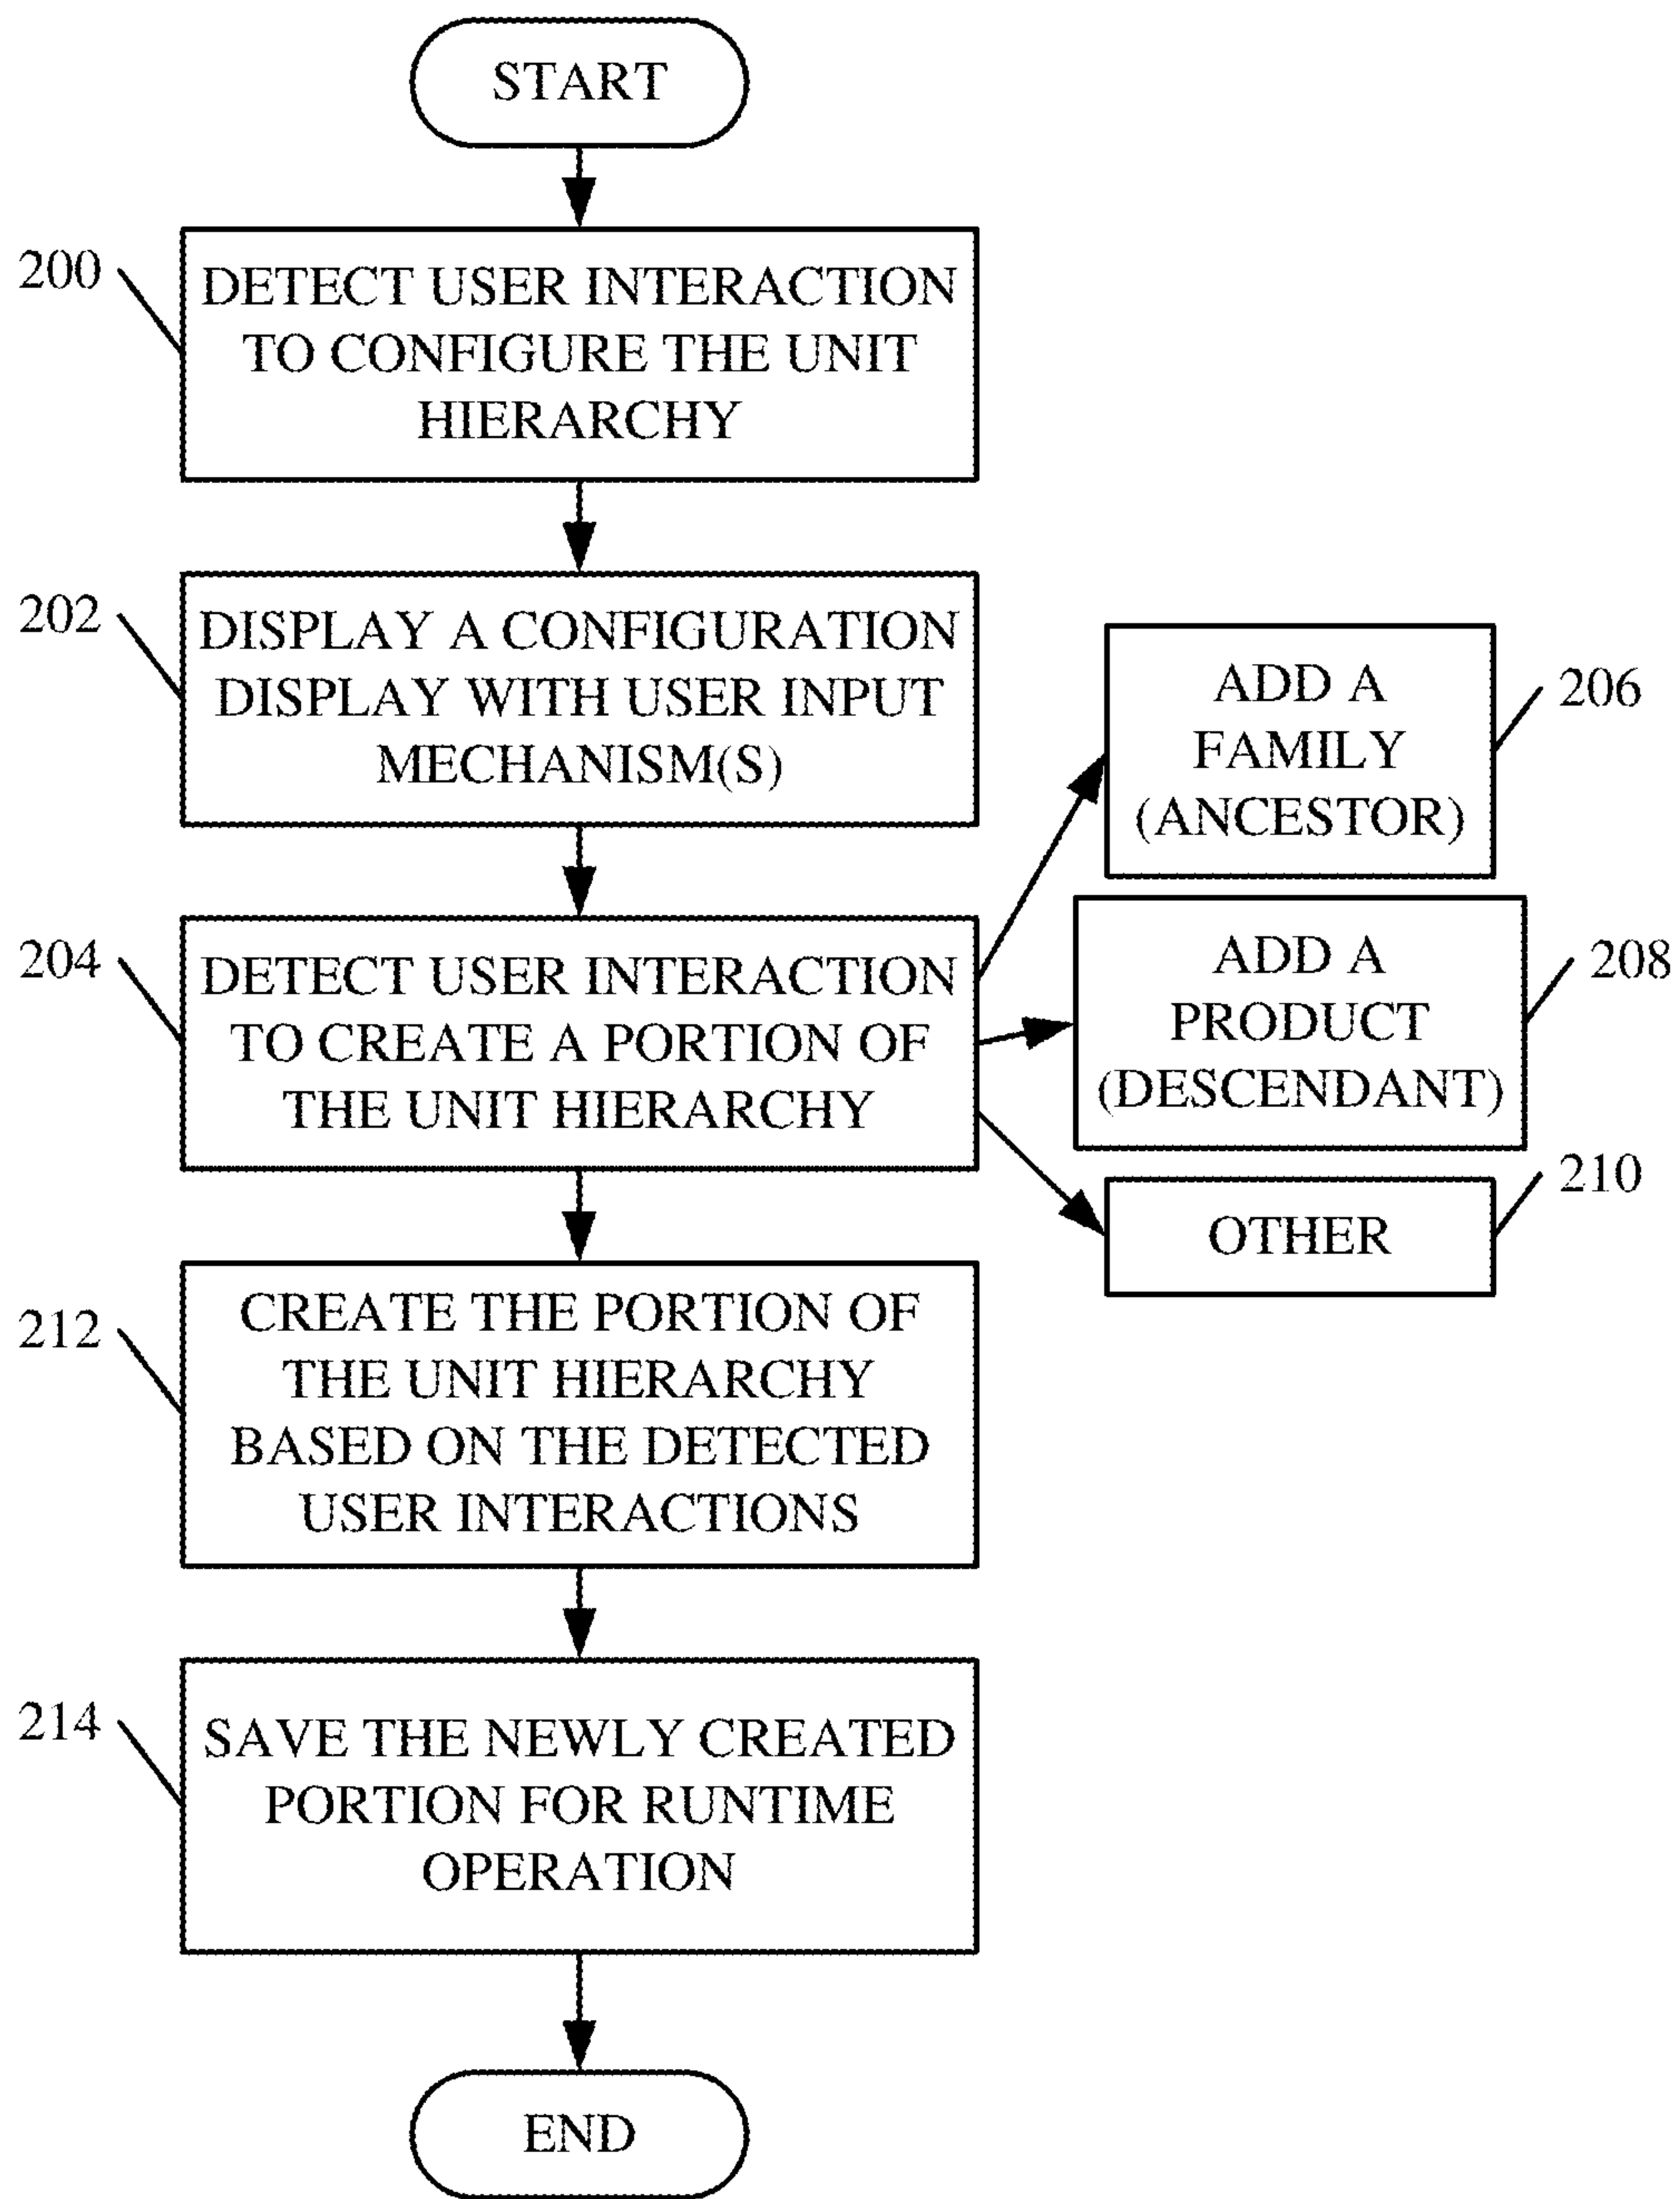 START
200
DETECT USER INTERACTION
TO CONFIGURE THE UNIT
HIERARCHY
202
DISPLAY A CONFIGURATION
DISPLAY WITH USER INPUT
MECHANISM(S)
204
DETECT USER INTERACTION
TO CREATE A PORTION OF
THE UNIT HIERARCHY
ADD A
FAMILY
(ANCESTOR)
206
ADD A
PRODUCT
(DESCENDANT)
208
OTHER
210
212
CREATE THE PORTION OF
THE UNIT HIERARCHY
BASED ON THE DETECTED
USER INTERACTIONS
214
SAVE THE NEWLY CREATED
PORTION FOR RUNTIME
OPERATION
END